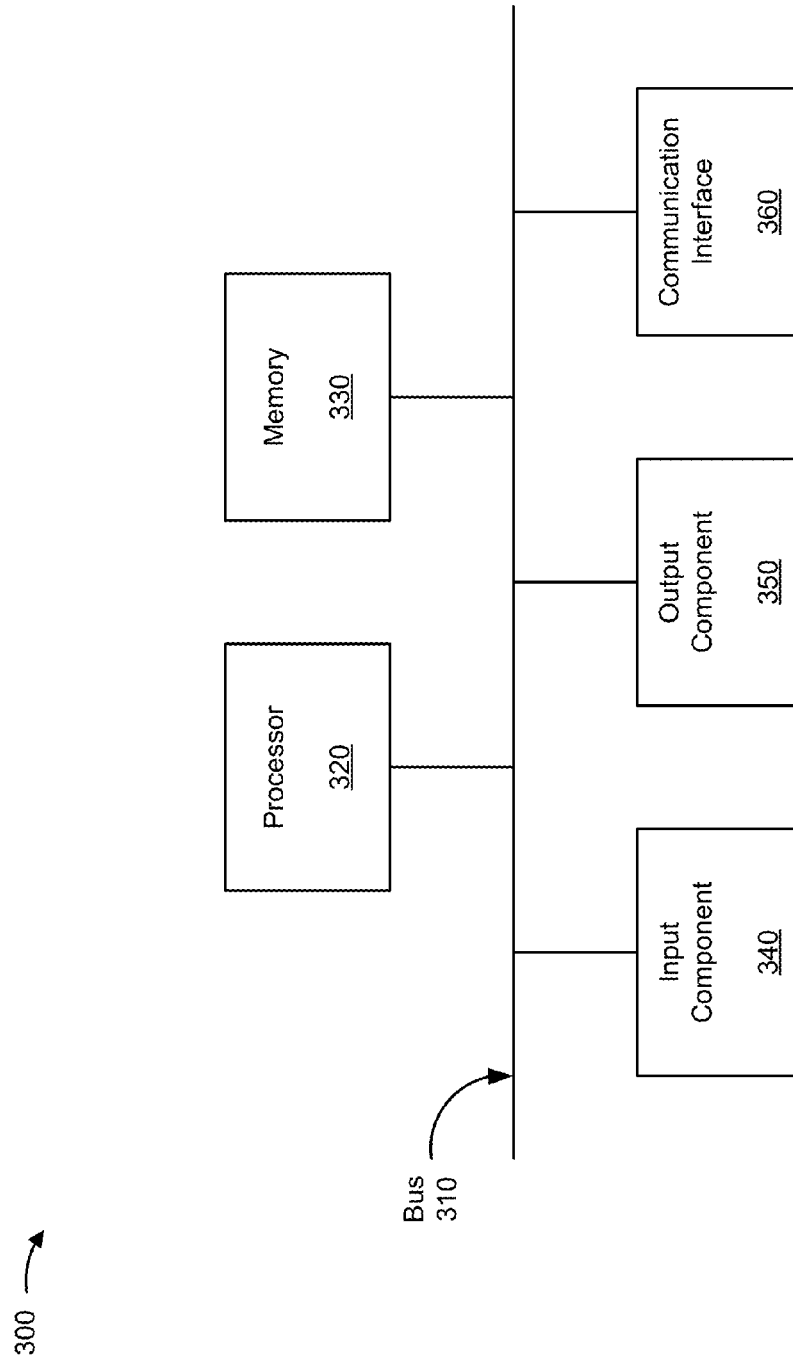 300
Processor
320
Memory
330
Bus
310
Input
Component
340
Output
Component
350
Communication
Interface
360